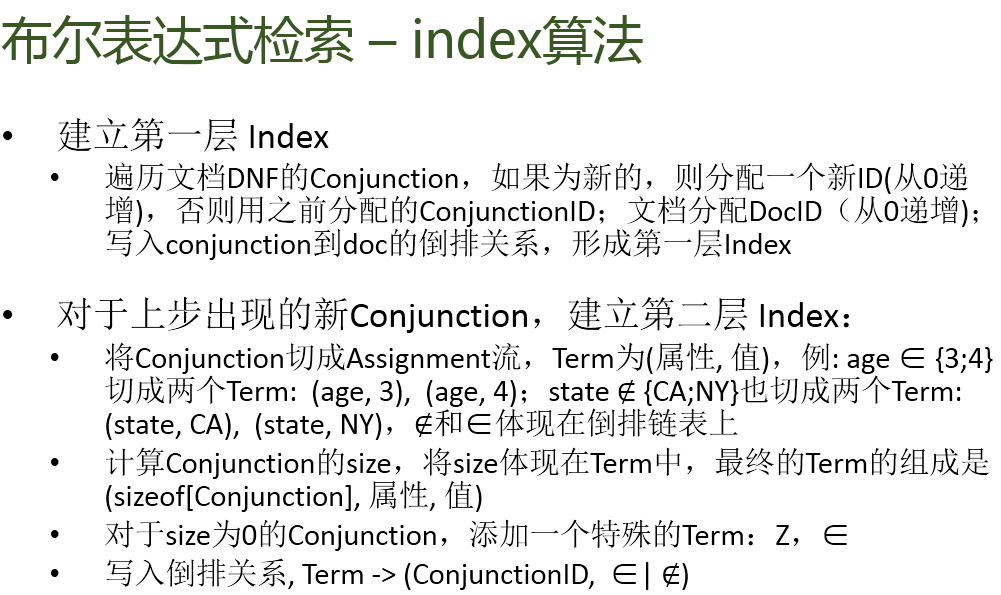 布尔表达式检索 – index算法
• 建立第一层 Index
• 遍历文档DNF的Conjunction，如果为新的，则分配一个新ID(从0递
增)，否则用之前分配的ConjunctionID；文档分配DocID（从0递增)；
写入conjunction到doc的倒排关系，形成第一层Index
• 对于上步出现的新Conjunction，建立第二层 Index：
• 将Conjunction切成Assignment流，Term为(属性, 值)，例: age ∈ {3;4}
切成两个Term:  (age, 3),  (age, 4)；state ∉ {CA;NY}也切成两个Term:
(state, CA),  (state, NY)，∉和∈体现在倒排链表上
• 计算Conjunction的size，将size体现在Term中，最终的Term的组成是
(sizeof[Conjunction], 属性, 值)
• 对于size为0的Conjunction，添加一个特殊的Term：Z，∈
• 写入倒排关系, Term -> (ConjunctionID,  ∈ | ∉)